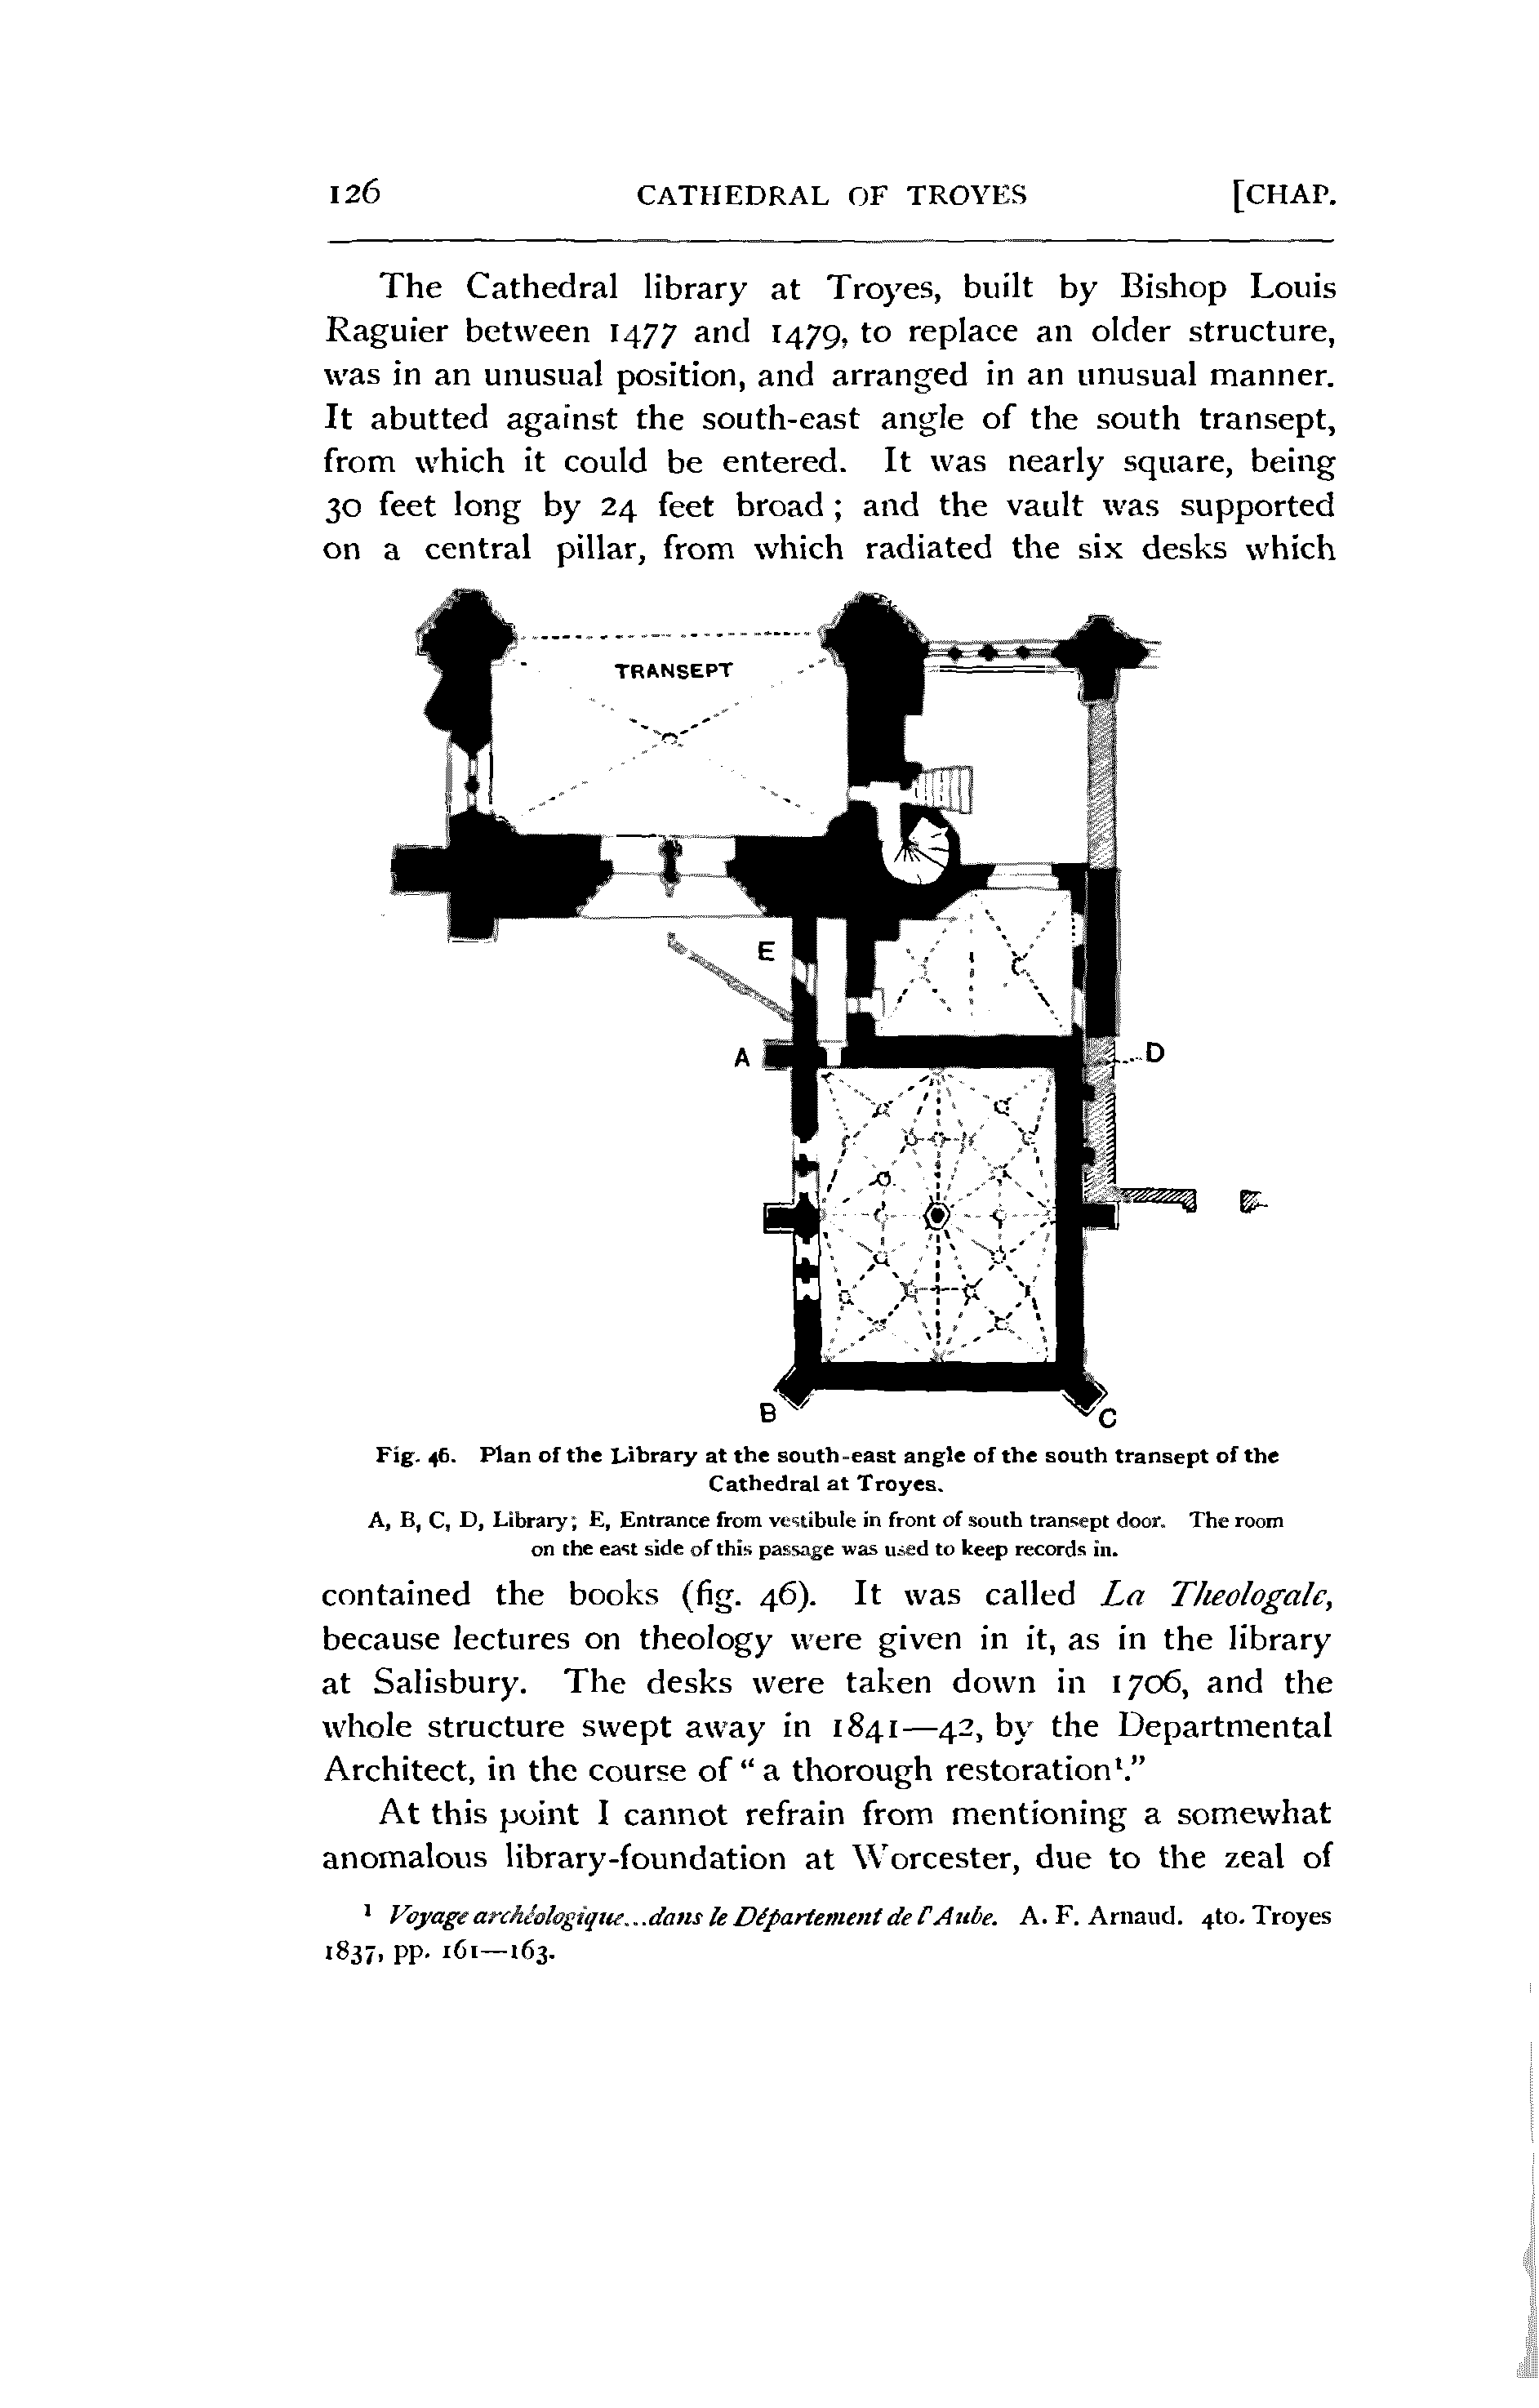 126 CATHEDRAL OF TROYES [CHAP.
The Cathedral library at Troyes, built by Bishop Louis
Raguier between 1477 and 1479, to replace an older structure,
was in an unusual position, and arranged in an unusual manner.
It abutted against the south-east angle of the south transept,
from which it could be entered. It was nearly square, being
30 feet long by 24 feet broad; and the vault was supported
on a central pillar, from which radiated the six desks which
TRANSEPT
E
A
D
B
C
Fig. 46. Plan of the Library at the south-east angle of the south transept of the
Cathedral at Troyes.
A, B, C, D, Library; E, Entrance from vestibule in front of south transept door. The room
on the east side of this passage was used to keep records in.
contained the books (fig. 46). It was called La Theologale,
because lectures on theology were given in it, as in the library
at Salisbury. The desks were taken down in 1706, and the
whole structure swept away in 1841—42, by the Departmental
Architect, in the course of "a thorough restoration¹."
At this point I cannot refrain from mentioning a somewhat
anomalous library-foundation at Worcester, due to the zeal of
¹ Voyage archéologique...dans le Département de l'Aube. A. F. Arnaud. 4to. Troyes
1837, pp. 161—163.